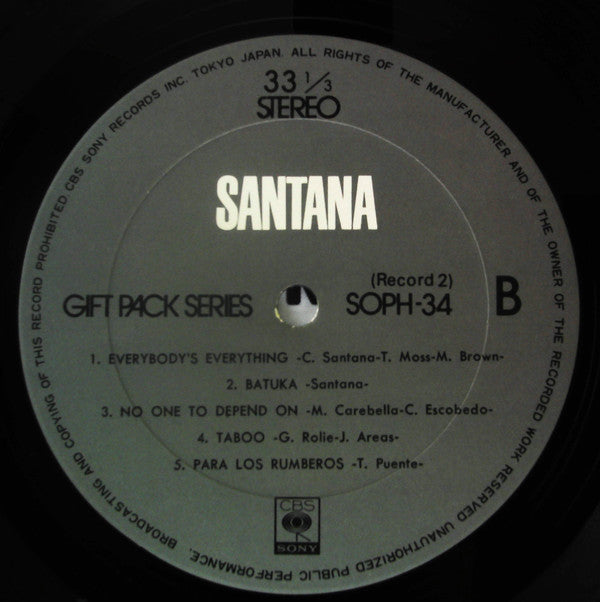 BROADCASTING AND COPYING OF THIS RECORD PROHIBITED CBS SONY RECORDS INC. TOKYO JAPAN. ALL RIGHTS OF THE MANUFACTURER AND OF THE OWNER OF THE RECORDED WORK RESERVED UNAUTHORIZED PUBLIC PERFORMANCE.
33 1/3
STEREO
SANTANA
(Record 2)
GIFT PACK SERIES SOPH-34 B
1. EVERYBODY'S EVERYTHING -C. Santana-T. Moss-M. Brown-
2. BATUKA -Santana-
3. NO ONE TO DEPEND ON -M. Carebella-C. Escobedo-
4. TABOO -G. Rolie-J. Areas-
5. PARA LOS RUMBEROS -T. Puente-
CBS
SONY